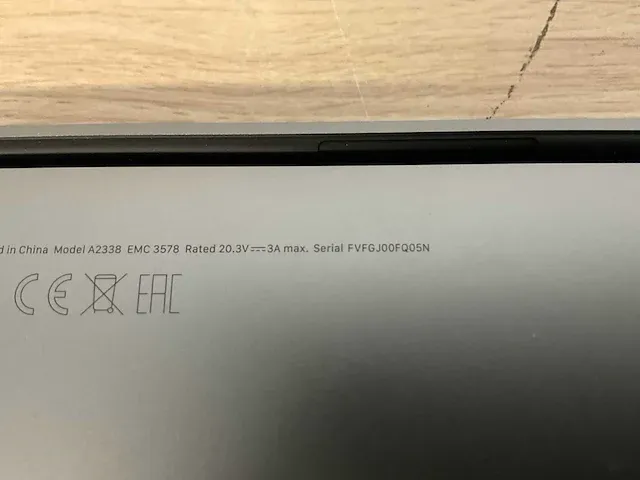 d in China Model A2338 EMC 3578 Rated 20.3V⎓3A max. Serial FVFGJ00FQ05N
CE EAC